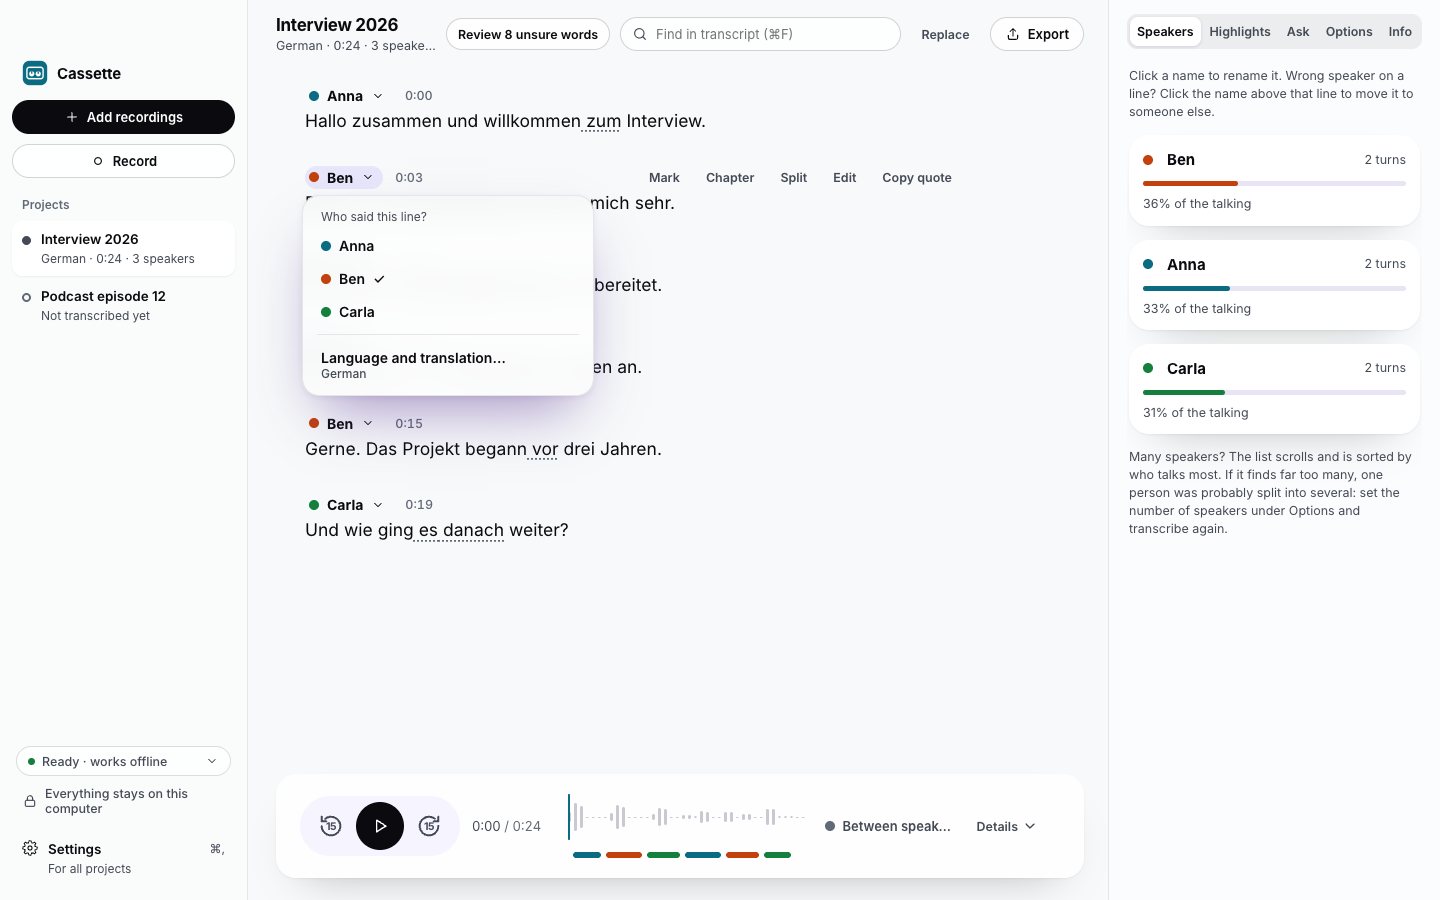 Cassette
Add recordings
Record
Projects
Interview 2026
German · 0:24 · 3 speakers
Podcast episode 12
Not transcribed yet
Ready · works offline
Everything stays on this
computer
Settings
⌘,
For all projects
Interview 2026
German · 0:24 · 3 speake...
Review 8 unsure words
Find in transcript (⌘F)
Replace
Export
Anna
0:00
Hallo zusammen und willkommen zum Interview.
Ben
0:03
Mark
Chapter
Split
Edit
Copy quote
mich sehr.
Who said this line?
Anna
Ben
Carla
bereitet.
Language and translation...
German
en an.
Ben
0:15
Gerne. Das Projekt begann vor drei Jahren.
Carla
0:19
Und wie ging es danach weiter?
15
15
0:00 / 0:24
Between speak...
Details
Speakers
Highlights
Ask
Options
Info
Click a name to rename it. Wrong speaker on a
line? Click the name above that line to move it to
someone else.
Ben
2 turns
36% of the talking
Anna
2 turns
33% of the talking
Carla
2 turns
31% of the talking
Many speakers? The list scrolls and is sorted by
who talks most. If it finds far too many, one
person was probably split into several: set the
number of speakers under Options and
transcribe again.